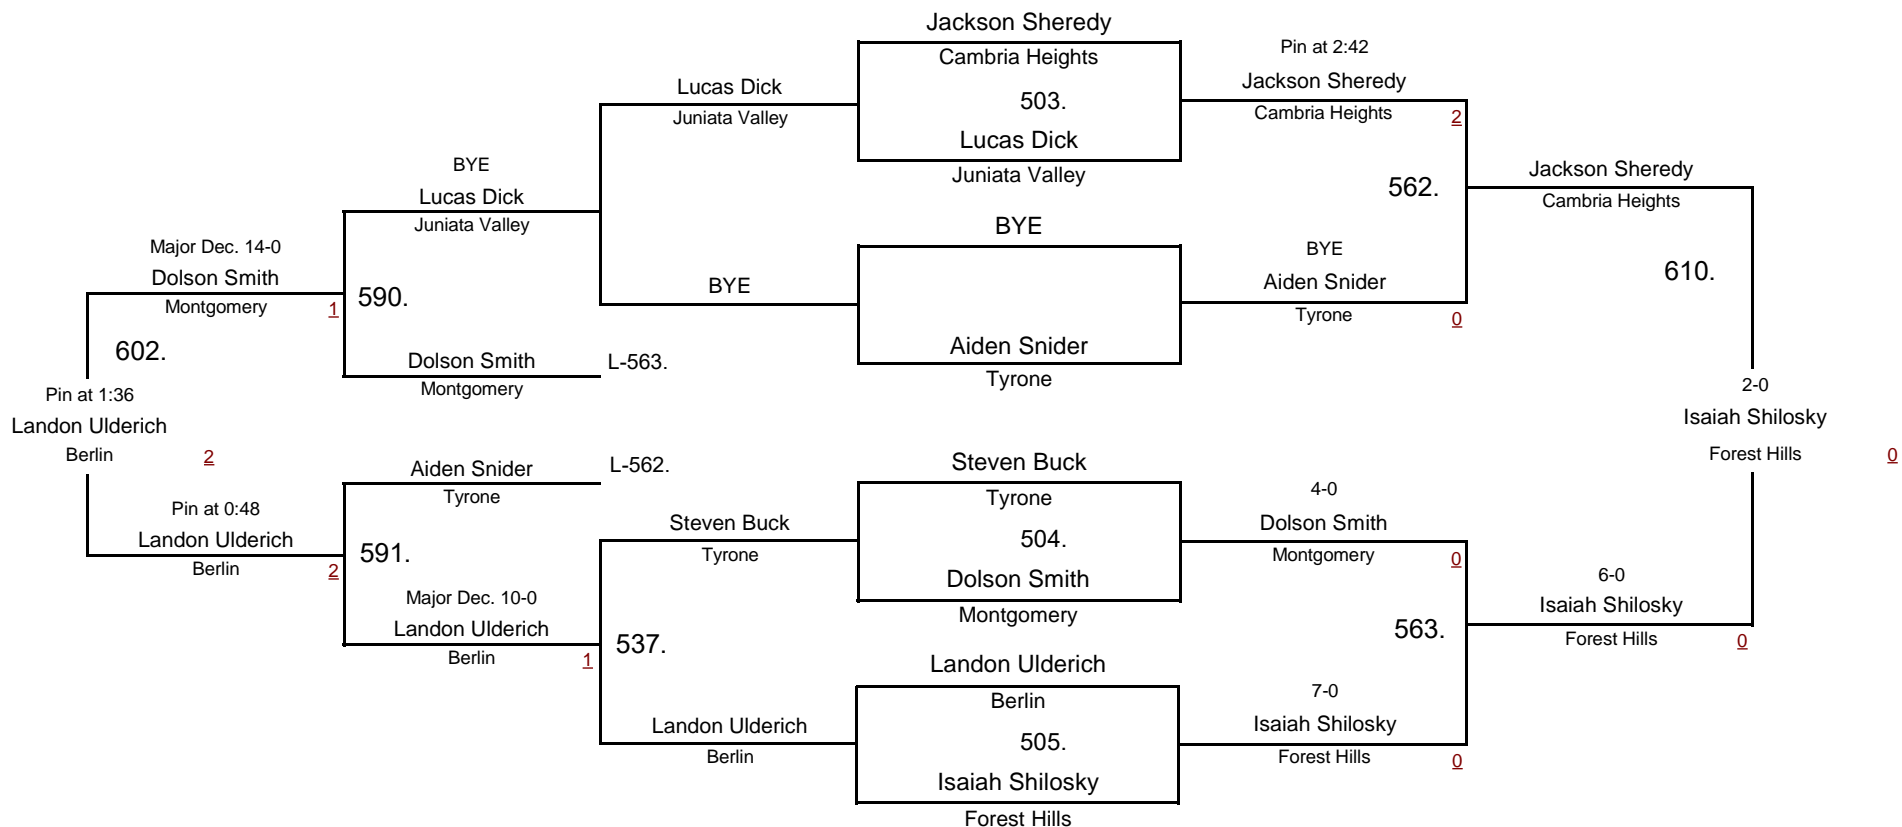 Jackson Sheredy
Cambria Heights
503.
Lucas Dick
Juniata Valley
BYE
Aiden Snider
Tyrone
Steven Buck
Tyrone
504.
Dolson Smith
Montgomery
Landon Ulderich
Berlin
505.
Isaiah Shilosky
Forest Hills
Pin at 2:42
Jackson Sheredy
Cambria Heights
2
562.
BYE
Aiden Snider
Tyrone
0
4-0
Dolson Smith
Montgomery
0
563.
7-0
Isaiah Shilosky
Forest Hills
0
Jackson Sheredy
Cambria Heights
610.
6-0
Isaiah Shilosky
Forest Hills
0
2-0
Isaiah Shilosky
Forest Hills
0
Lucas Dick
Juniata Valley
BYE
Steven Buck
Tyrone
537.
Landon Ulderich
Berlin
BYE
Lucas Dick
Juniata Valley
590.
Dolson Smith
L-563.
Montgomery
Aiden Snider
L-562.
Tyrone
591.
Major Dec. 10-0
Landon Ulderich
Berlin
1
Major Dec. 14-0
Dolson Smith
Montgomery
1
602.
Pin at 0:48
Landon Ulderich
Berlin
2
Pin at 1:36
Landon Ulderich
Berlin
2